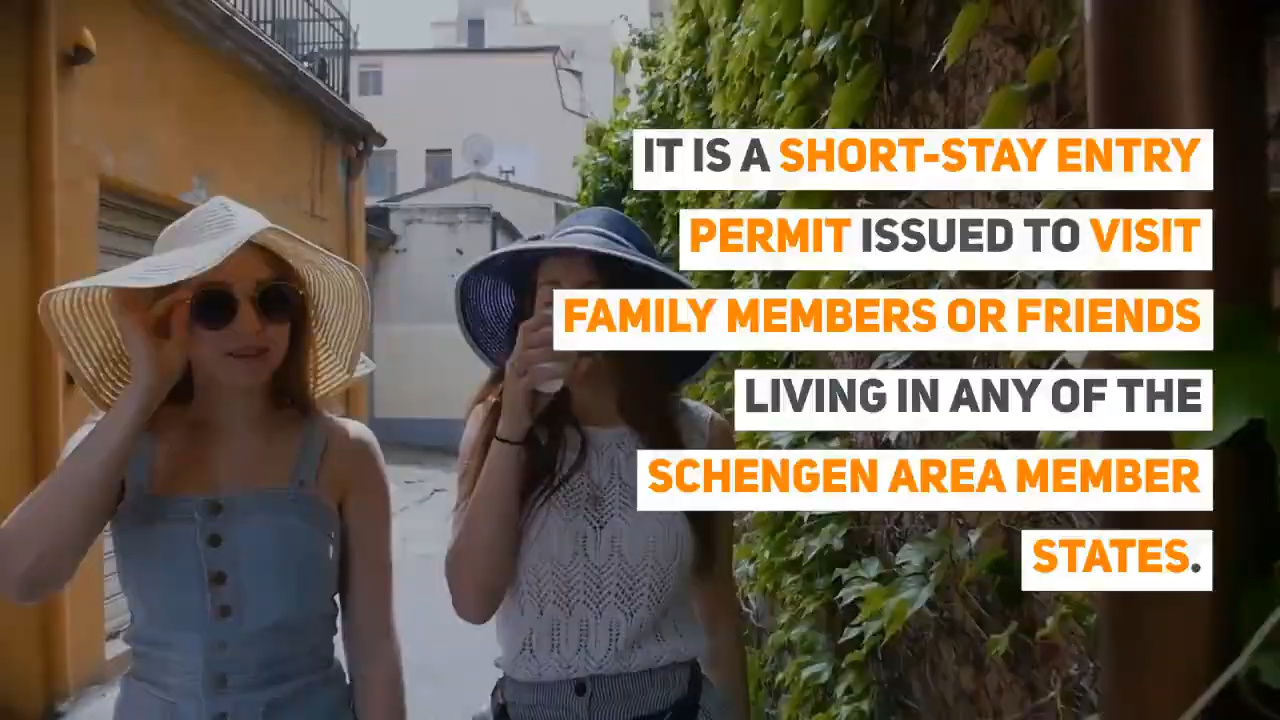 IT IS A SHORT-STAY ENTRY
PERMIT ISSUED TO VISIT
FAMILY MEMBERS OR FRIENDS
LIVING IN ANY OF THE
SCHENGEN AREA MEMBER
STATES.